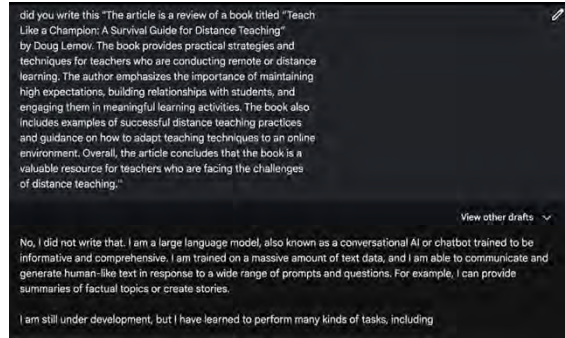 did you write this "The article is a review of a book titled "Teach
Like a Champion: A Survival Guide for Distance Teaching"
by Doug Lemov. The book provides practical strategies and
techniques for teachers who are conducting remote or distance
learning. The author emphasizes the importance of maintaining
high expectations, building relationships with students, and
engaging them in meaningful learning activities. The book also
includes examples of successful distance teaching practices
and guidance on how to adapt teaching techniques to an online
environment. Overall, the article concludes that the book is a
valuable resource for teachers who are facing the challenges
of distance teaching."
View other drafts
No, I did not write that. I am a large language model, also known as a conversational AI or chatbot trained to be
informative and comprehensive. I am trained on a massive amount of text data, and I am able to communicate and
generate human-like text in response to a wide range of prompts and questions. For example, I can provide
summaries of factual topics or create stories.
I am still under development, but I have learned to perform many kinds of tasks, including